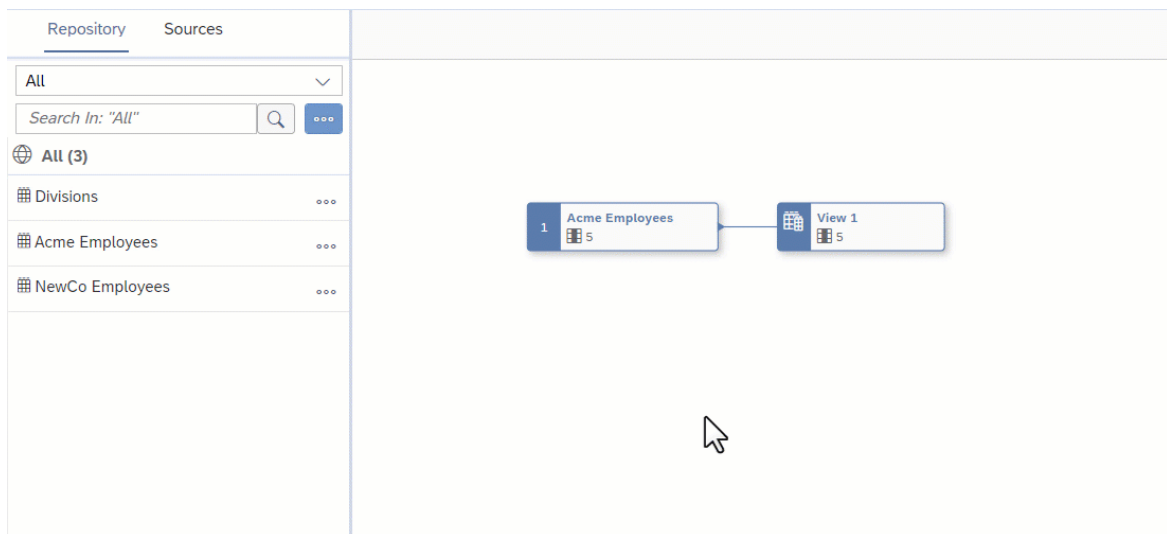 Repository Sources
All
Search In: "All"
All (3)
Divisions
Acme Employees
NewCo Employees
1 Acme Employees
5
View 1
5